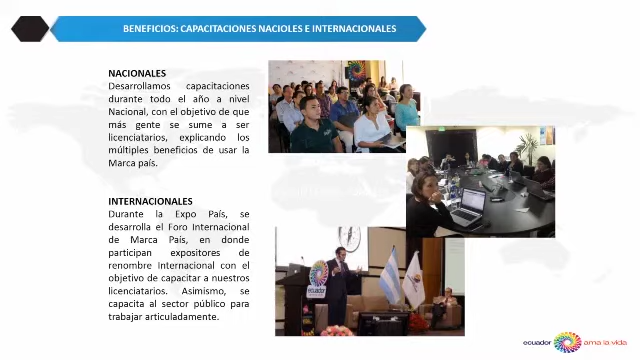 BENEFICIOS: CAPACITACIONES NACIOLES E INTERNACIONALES
NACIONALES
Desarrollamos capacitaciones
durante todo el año a nivel
Nacional, con el objetivo de que
más gente se sume a ser
licenciatarios, explicando los
múltiples beneficios de usar la
Marca país.
INTERNACIONALES
Durante la Expo País, se
desarrolla el Foro Internacional
de Marca País, en donde
participan expositores de
renombre Internacional con el
objetivo de capacitar a nuestros
licenciatarios. Asimismo, se
capacita al sector público para
trabajar articuladamente.
ecuador
ecuador ama la vida